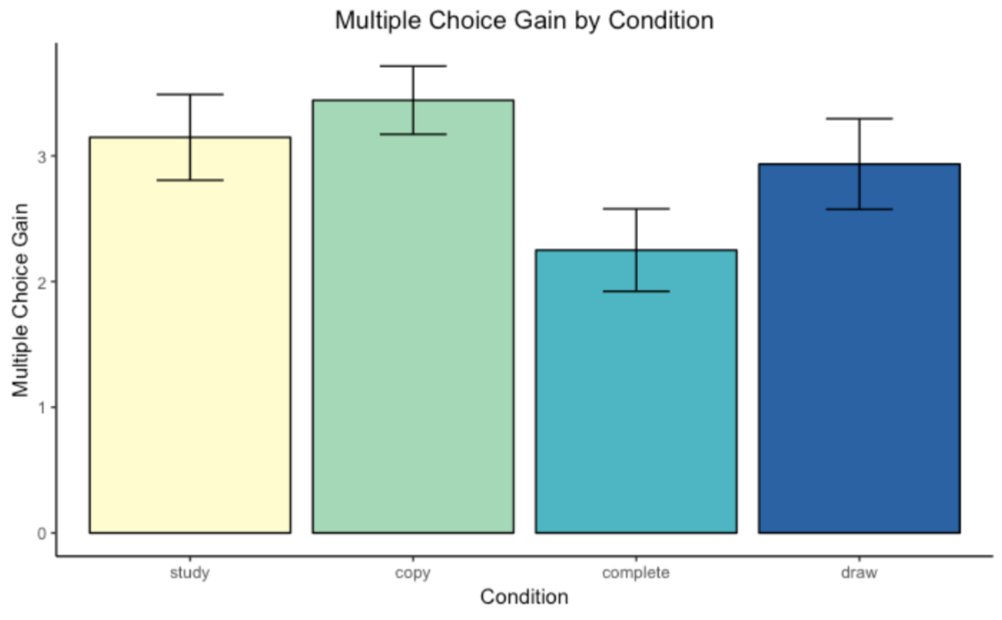 Multiple Choice Gain by Condition
Multiple Choice Gain
3
2
1
0
study copy complete draw
Condition